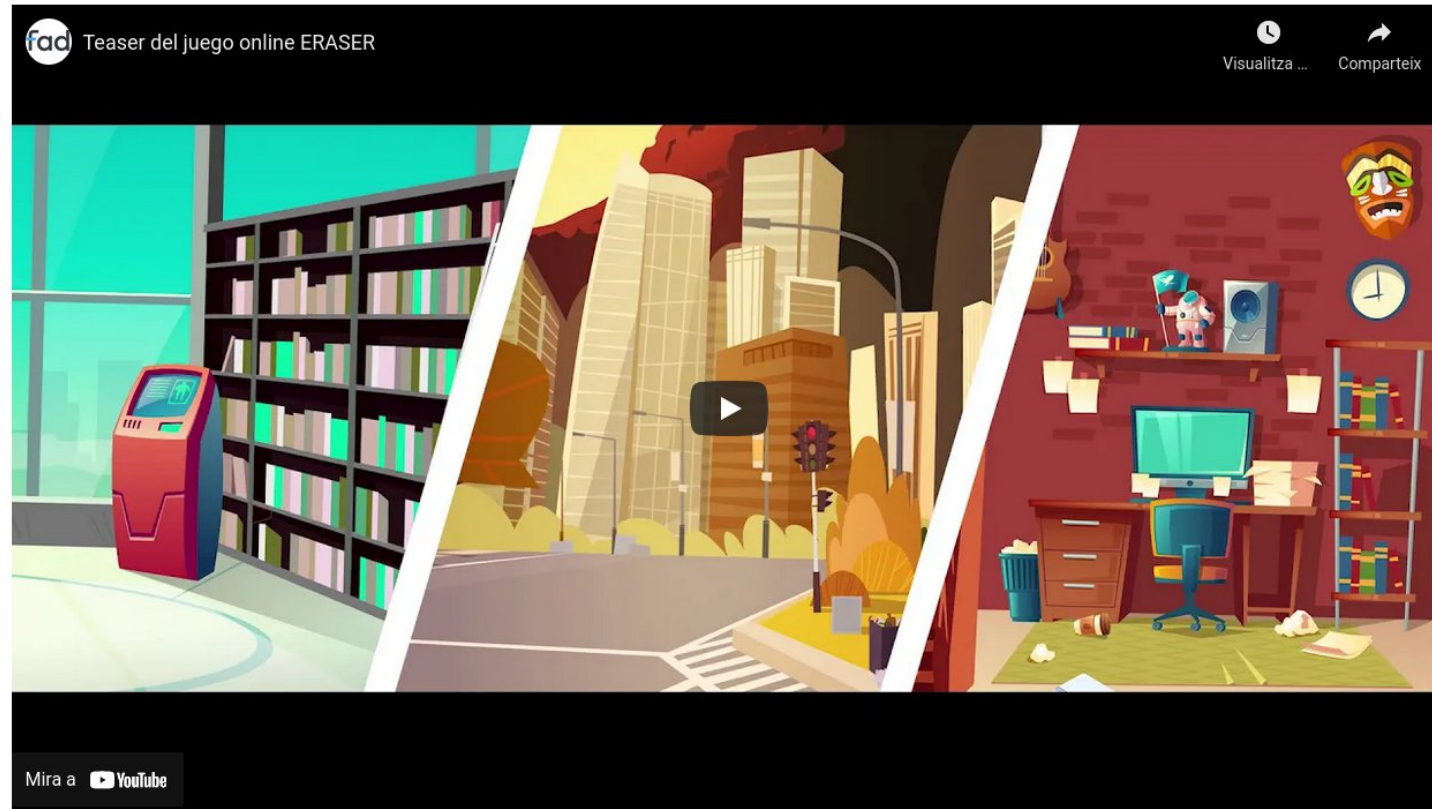 fad
Teaser del juego online ERASER
Visualitza ...
Comparteix
Mira a YouTube